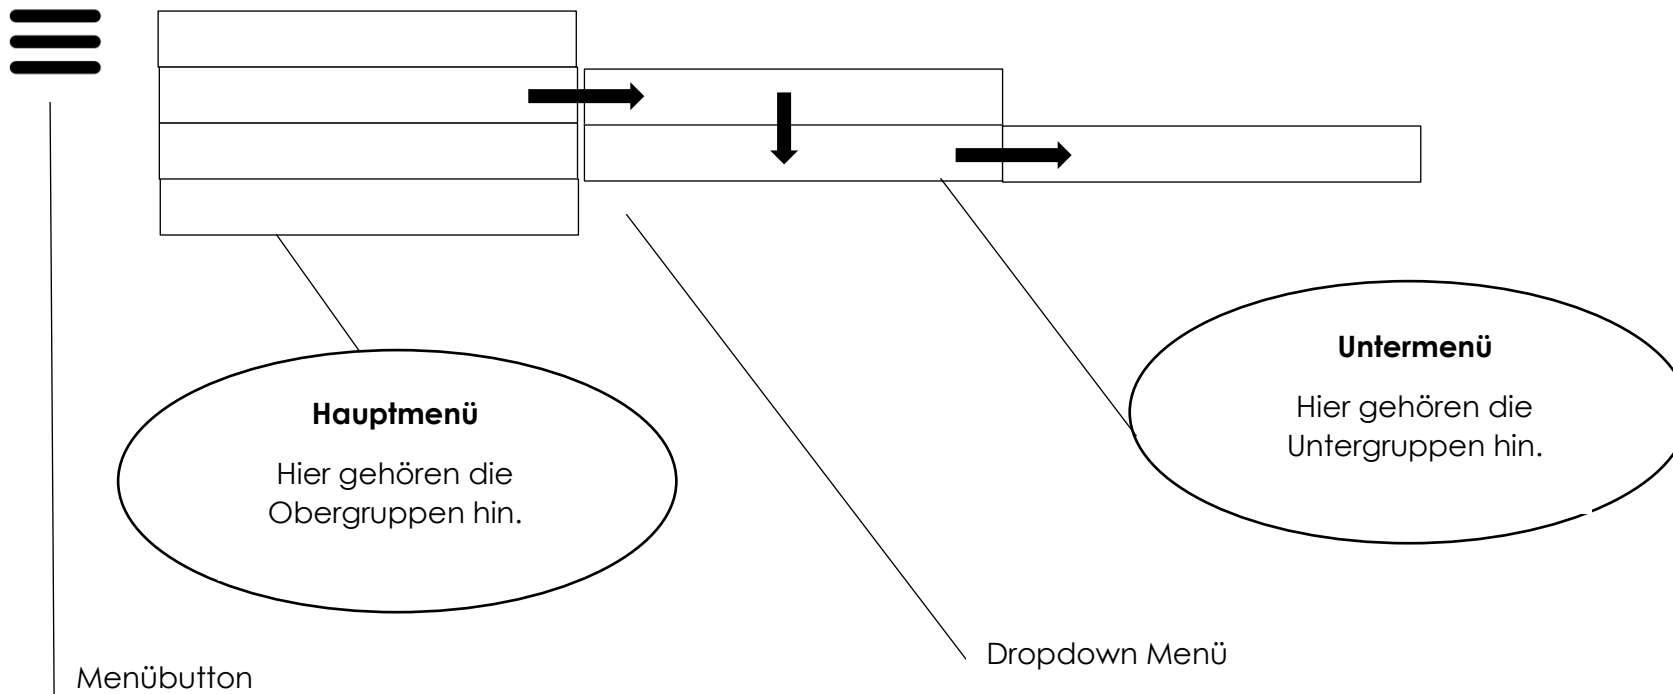 Hauptmenü
Hier gehören die
Obergruppen hin.
Untermenü
Hier gehören die
Untergruppen hin.
Dropdown Menü
Menübutton